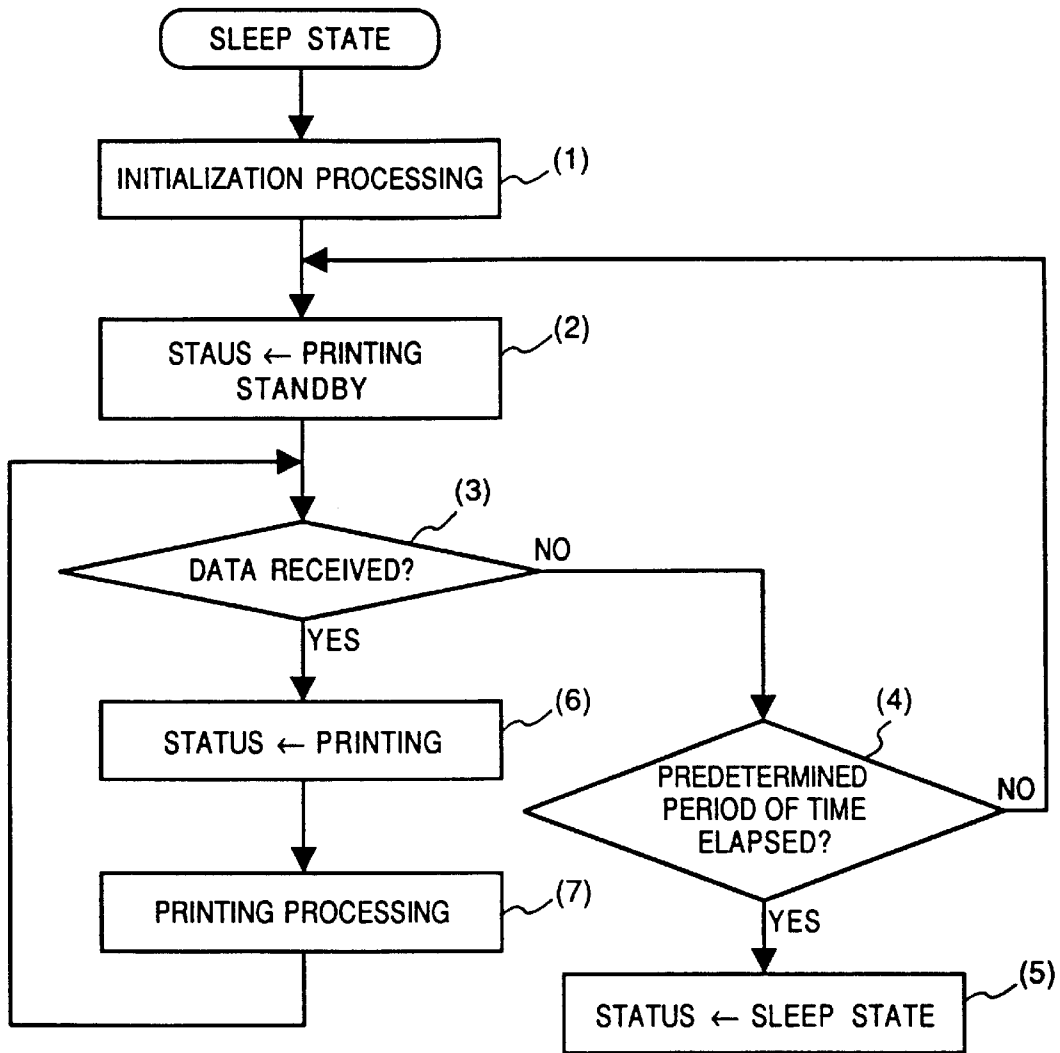 SLEEP STATE
(1)
INITIALIZATION PROCESSING
(2)
STAUS ← PRINTING
STANDBY
(3)
DATA RECEIVED?
NO
YES
(6)
STATUS ← PRINTING
(4)
PREDETERMINED
PERIOD OF TIME
ELAPSED?
NO
(7)
PRINTING PROCESSING
YES
(5)
STATUS ← SLEEP STATE